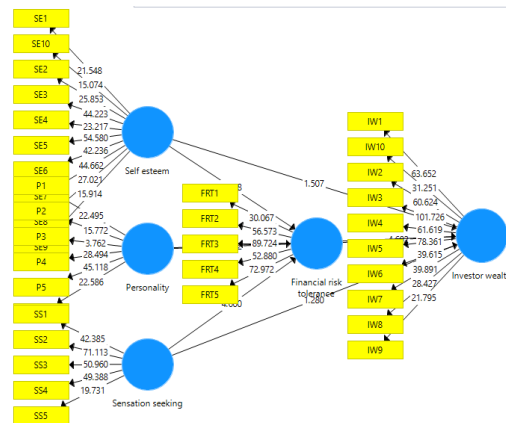 SE1
SE10
SE2
SE3
SE4
SE5
SE6
P1
SE7
P2
SE8
P3
SE9
P4
P5
SS1
SS2
SS3
SS4
SS5
21.548
15.074
25.853
44.223
23.217
54.580
42.236
44.662
27.021
15.914
22.495
15.772
3.762
28.494
45.118
22.586
42.385
71.113
50.960
49.388
19.731
Self esteem
Personality
Sensation seeking
FRT1
FRT2
FRT3
FRT4
FRT5
30.067
56.573
89.724
52.880
72.972
Financial risk
tolerance
1.507
1.280
IW1
IW10
IW2
IW3
IW4
IW5
IW6
IW7
IW8
IW9
63.652
31.251
60.624
101.726
61.619
78.361
39.615
39.891
28.427
21.795
Investor wealt